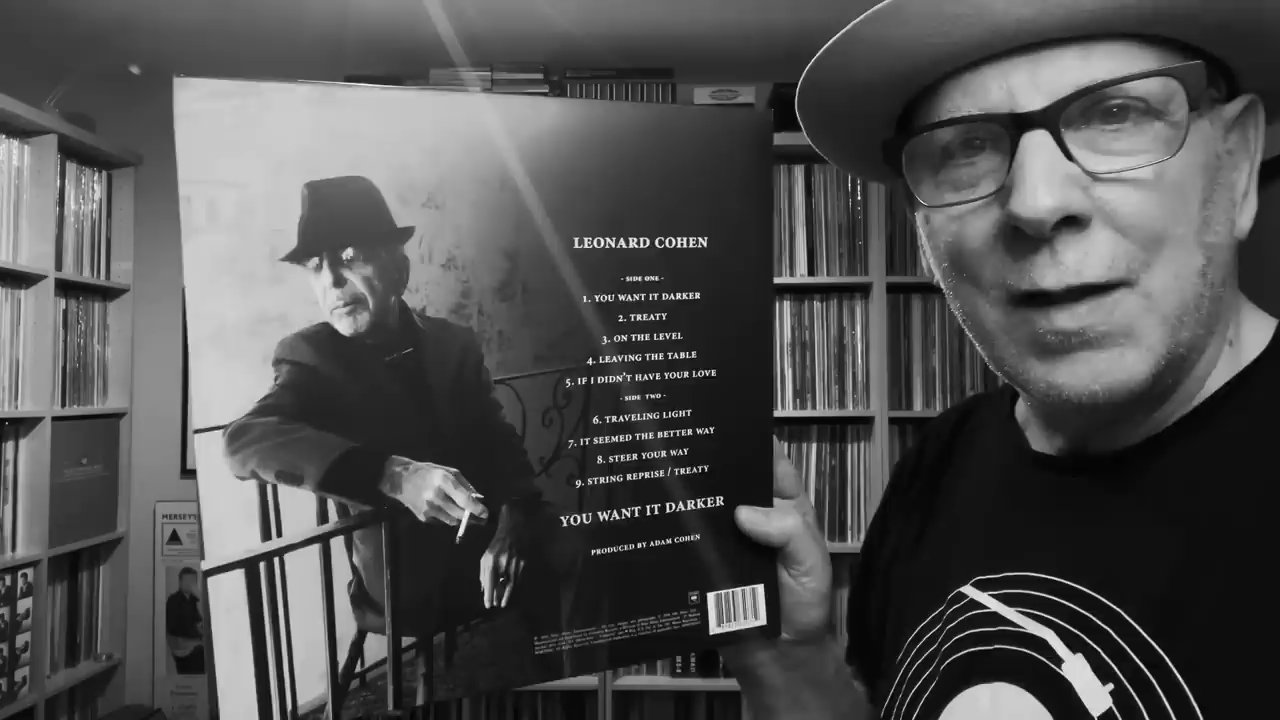 LEONARD COHEN
- SIDE ONE -
1. YOU WANT IT DARKER
2. TREATY
3. ON THE LEVEL
4. LEAVING THE TABLE
5. IF I DIDN'T HAVE YOUR LOVE
- SIDE TWO -
6. TRAVELING LIGHT
7. IT SEEMED THE BETTER WAY
8. STEER YOUR WAY
9. STRING REPRISE / TREATY
YOU WANT IT DARKER
PRODUCED BY ADAM COHEN
MERSEY'S